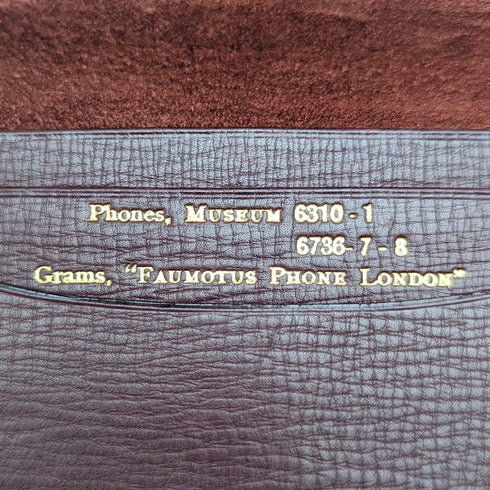 Phones, Museum 6310 - 1
6736-7-8
Grams, "Faumotus Phone London"